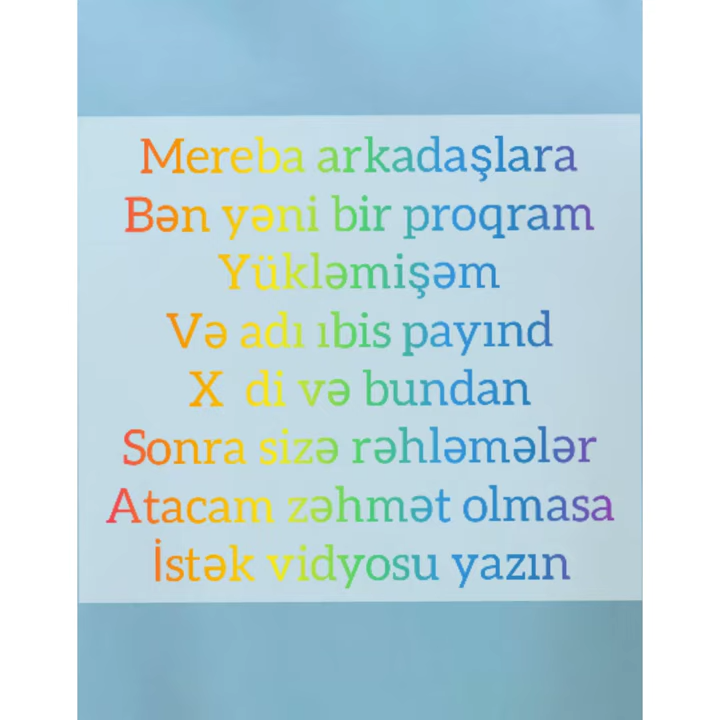 Mereba arkadaşlara
Bən yəni bir proqram
Yükləmişəm
Və adı ıbis payınd
X di və bundan
Sonra sizə rəhləmələr
Atacam zəhmət olmasa
İstək vidyosu yazın